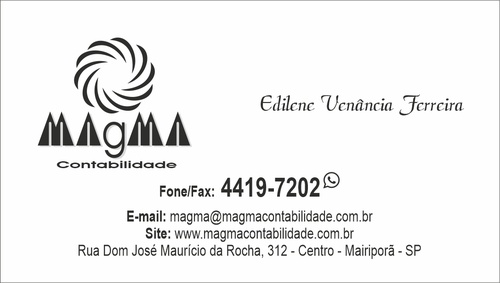 MAgMA
Contabilidade
Edilene Venância Ferreira
Fone/Fax: 4419-7202
E-mail: magma@magmacontabilidade.com.br
Site: www.magmacontabilidade.com.br
Rua Dom José Maurício da Rocha, 312 - Centro - Mairiporã - SP